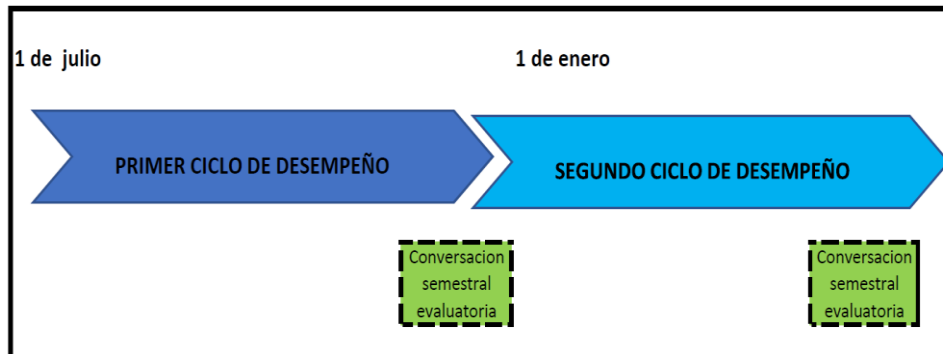 1 de julio
1 de enero
PRIMER CICLO DE DESEMPEÑO
SEGUNDO CICLO DE DESEMPEÑO
Conversacion
semestral
evaluatoria
Conversacion
semestral
evaluatoria